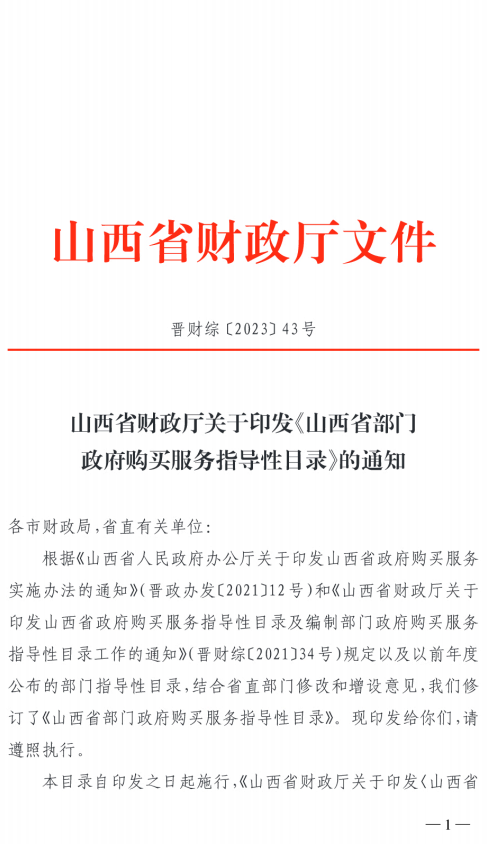 山西省财政厅文件
晋财综〔2023〕43号
山西省财政厅关于印发《山西省部门
政府购买服务指导性目录》的通知
各市财政局,省直有关单位:
根据《山西省人民政府办公厅关于印发山西省政府购买服务
实施办法的通知》(晋政办发〔2021〕12号)和《山西省财政厅关于
印发山西省政府购买服务指导性目录及编制部门政府购买服务
指导性目录工作的通知》(晋财综〔2021〕34号)规定以及以前年度
公布的部门指导性目录,结合省直部门修改和增设意见,我们修
订了《山西省部门政府购买服务指导性目录》。现印发给你们,请
遵照执行。
本目录自印发之日起施行,《山西省财政厅关于印发〈山西省
—1—